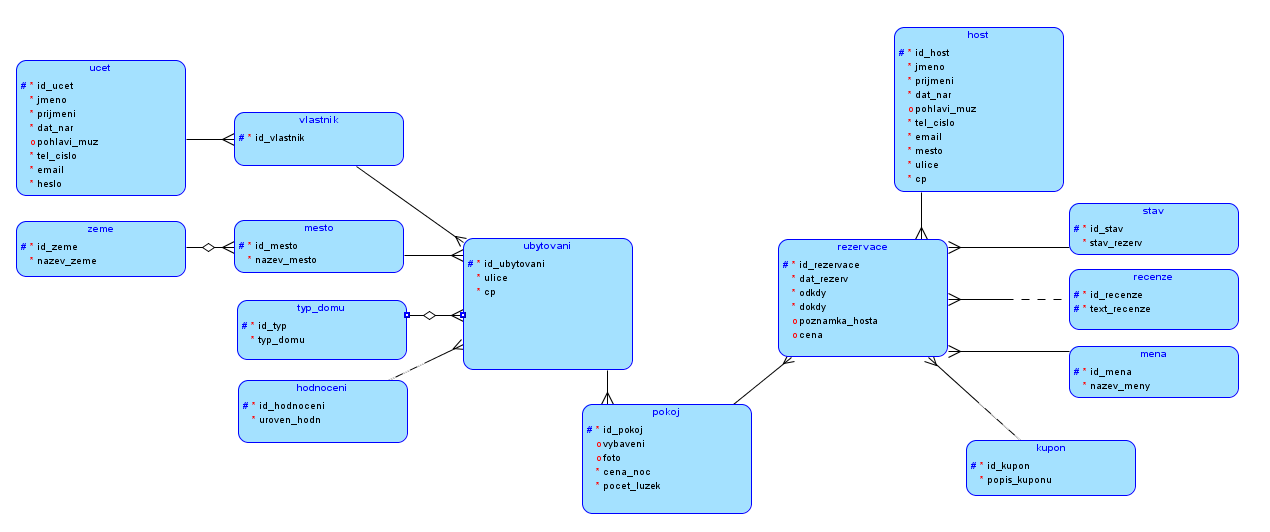 ucet
# * id_ucet
* jmeno
* prijmeni
* dat_nar
o pohlavi_muz
* tel_cislo
* email
* heslo
vlastnik
# * id_vlastnik
zeme
# * id_zeme
* nazev_zeme
mesto
# * id_mesto
* nazev_mesto
typ_domu
# * id_typ
* typ_domu
hodnoceni
# * id_hodnoceni
* uroven_hodn
ubytovani
# * id_ubytovani
* ulice
* cp
pokoj
# * id_pokoj
o vybaveni
o foto
* cena_noc
* pocet_luzek
host
# * id_host
* jmeno
* prijmeni
* dat_nar
o pohlavi_muz
* tel_cislo
* email
* mesto
* ulice
* cp
rezervace
# * id_rezervace
* dat_rezerv
* odkdy
* dokdy
o poznamka_hosta
o cena
stav
# * id_stav
* stav_rezerv
recenze
# * id_recenze
# * text_recenze
mena
# * id_mena
* nazev_meny
kupon
# * id_kupon
* popis_kuponu